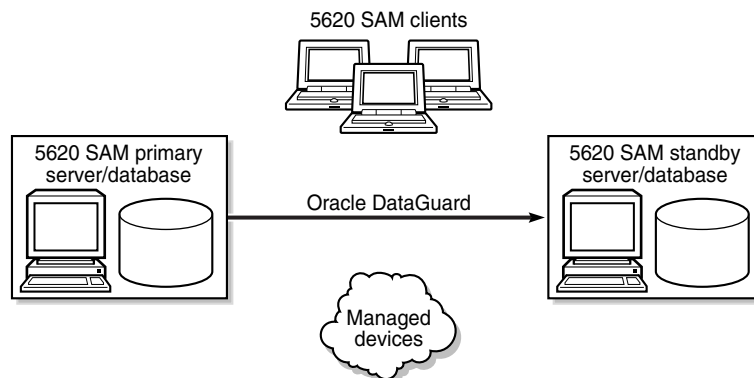 5620 SAM clients
5620 SAM primary
server/database
5620 SAM standby
server/database
Oracle DataGuard
Managed
devices